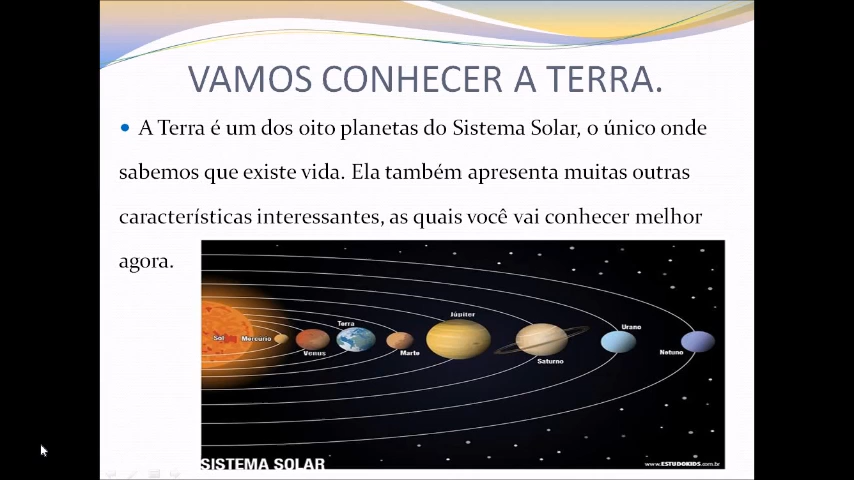 VAMOS CONHECER A TERRA.
• A Terra é um dos oito planetas do Sistema Solar, o único onde
sabemos que existe vida. Ela também apresenta muitas outras
características interessantes, as quais você vai conhecer melhor
agora.
Sol
Mercurio
Venus
Terra
Marte
Júpiter
Saturno
Urano
Netuno
SISTEMA SOLAR
www.ESTUDOKIDS.com.br